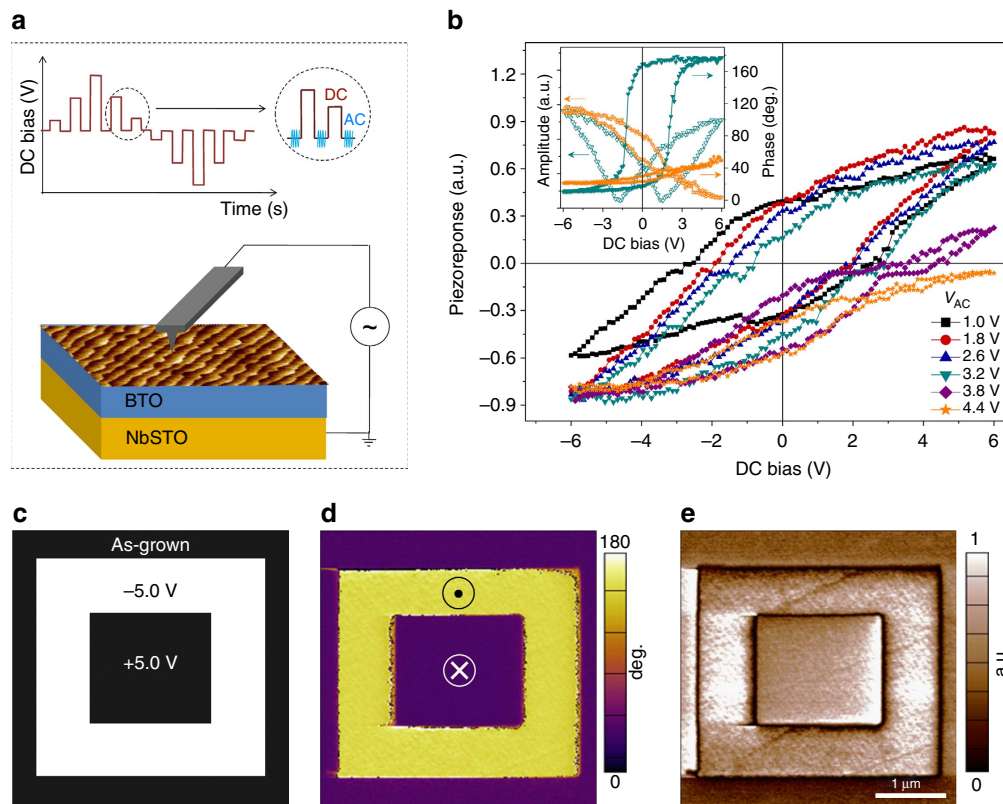 a
DC bias (V)
DC
AC
Time (s)
~
BTO
NbSTO
b
Piezoreponse (a.u.)
1.2
0.9
0.6
0.3
0.0
–0.3
–0.6
–0.9
–6 –4 –2 0 2 4 6
DC bias (V)
Amplitude (a.u.)
Phase (deg.)
160
120
80
40
0
–6 –3 0 3 6
DC bias (V)
VAC
1.0 V
1.8 V
2.6 V
3.2 V
3.8 V
4.4 V
c
As-grown
–5.0 V
+5.0 V
d
180
deg.
0
e
1
a.u.
0
1 μm